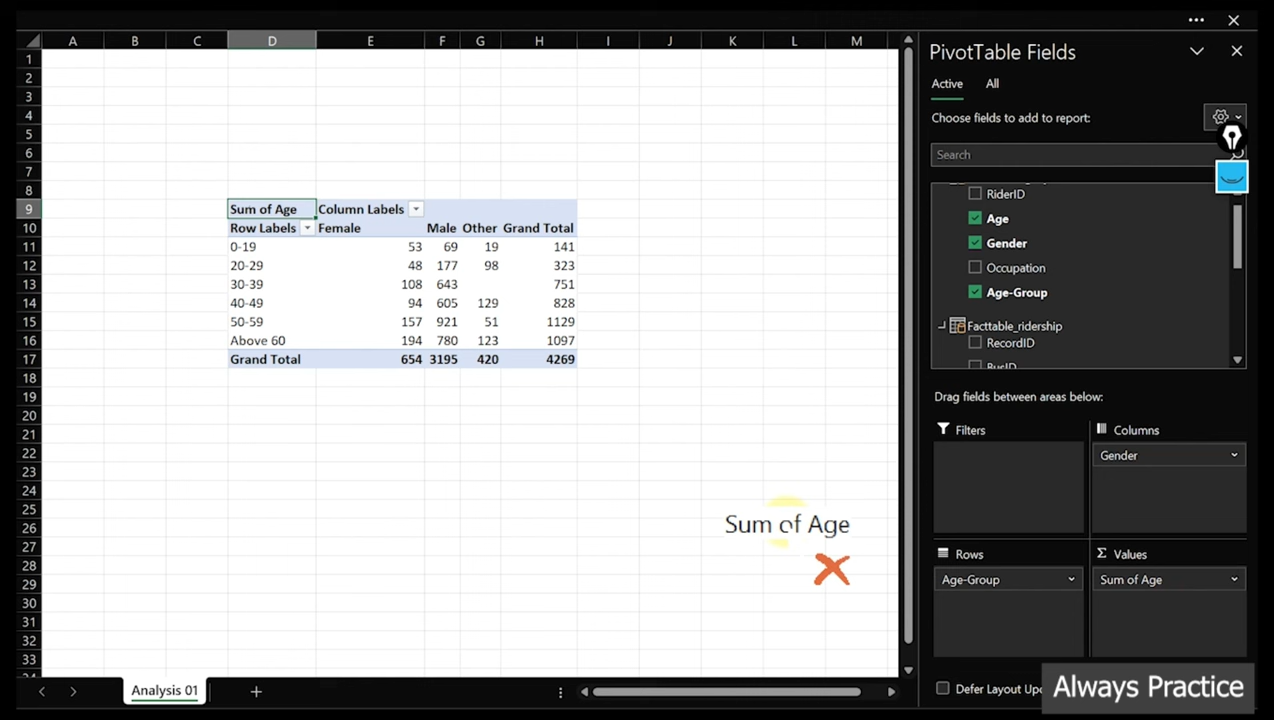 PivotTable Fields
Active All
Choose fields to add to report:
Search
RiderID
Age
Gender
Occupation
Age-Group
Facttable_ridership
RecordID
BusID
Drag fields between areas below:
Filters
Columns
Gender
Rows
Values
Age-Group
Sum of Age
Defer Layout Up
Always Practice
A B C D E F G H I J K L M
1
2
3
4
5
6
7
8
9 Sum of Age Column Labels
10 Row Labels Female Male Other Grand Total
11 0-19 53 69 19 141
12 20-29 48 177 98 323
13 30-39 108 643 751
14 40-49 94 605 129 828
15 50-59 157 921 51 1129
16 Above 60 194 780 123 1097
17 Grand Total 654 3195 420 4269
18
19
20
21
22
23
24
25
26
27
28
29
30
31
32
33
Sum of Age
Analysis 01